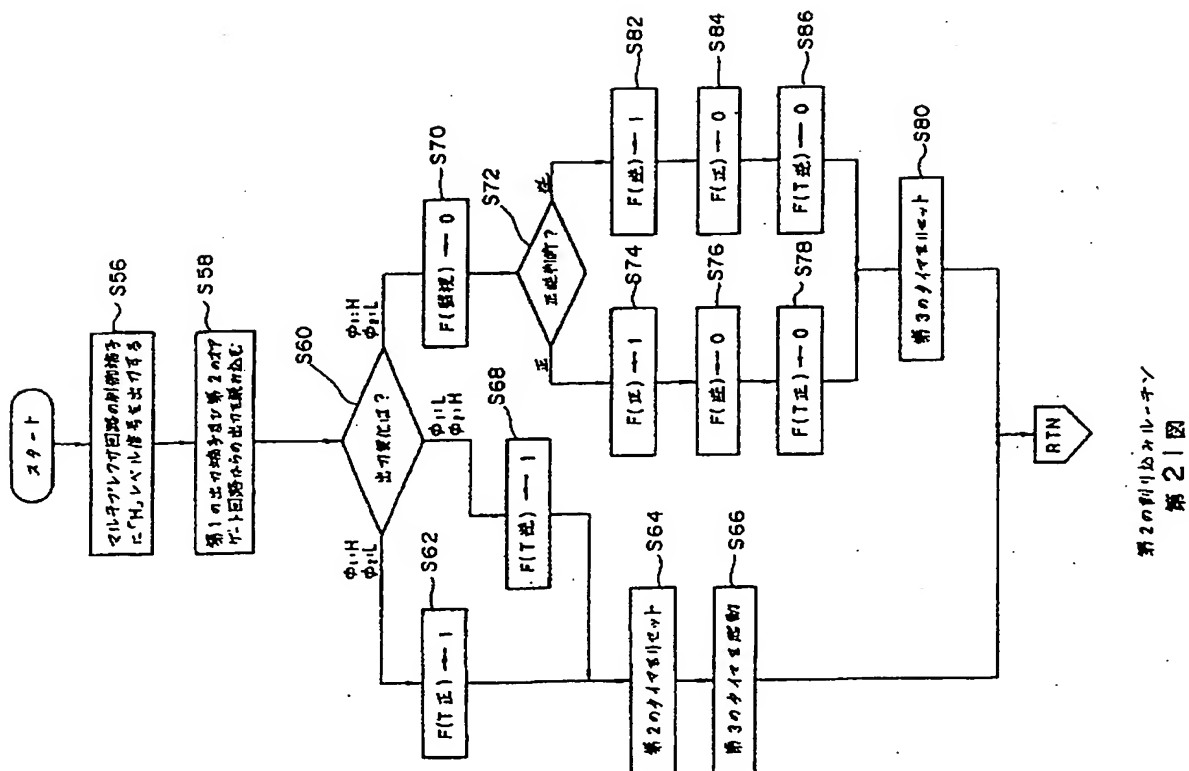 スタート
マルチプレクサ回路の制御端子
に「H」レベル信号を出力する
S56
第1の出力端子及び第2のオア
ゲート回路からの出力を読み込む
S58
出力変化は?
S60
φ₁:H
φ₂:L
φ₁:L
φ₂:H
φ₁:H
φ₂:L
F(T正)—1
S62
F(T逆)—1
S68
F(監視)—0
S70
正逆判断?
S72
正
逆
F(正)—1
S74
F(逆)—0
S76
F(T正)—0
S78
F(逆)—1
S82
F(正)—0
S84
F(T逆)—0
S86
第2のタイマをリセット
S64
第3のタイマを起動
S66
第3のタイマをリセット
S80
RTN
第2の割り込みルーチン
第21図